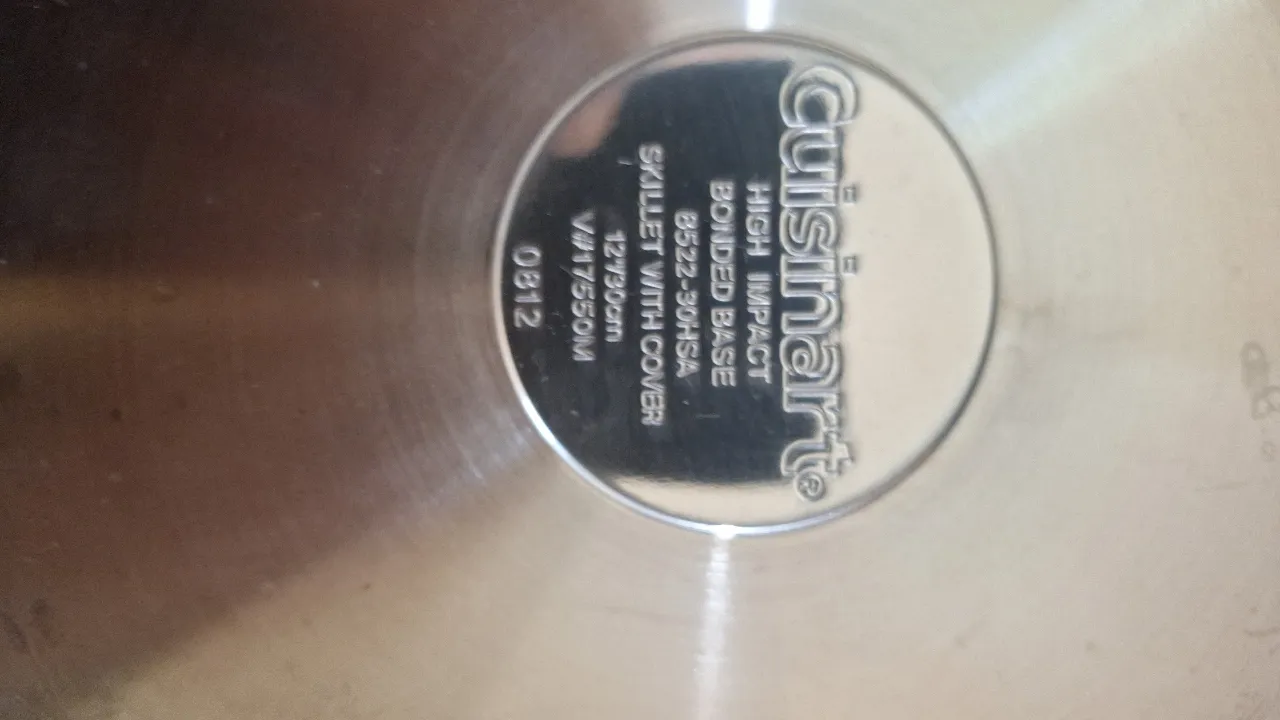 Cuisinart®
HIGH IMPACT
BONDED BASE
8522-30HSA
SKILLET WITH COVER
12"/30cm
V#17550M
0812